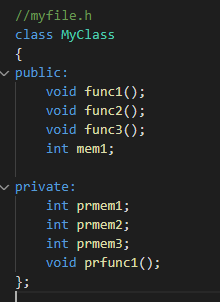 //myfile.h
class MyClass
{
public:
    void func1();
    void func2();
    void func3();
    int mem1;

private:
    int prmem1;
    int prmem2;
    int prmem3;
    void prfunc1();
};